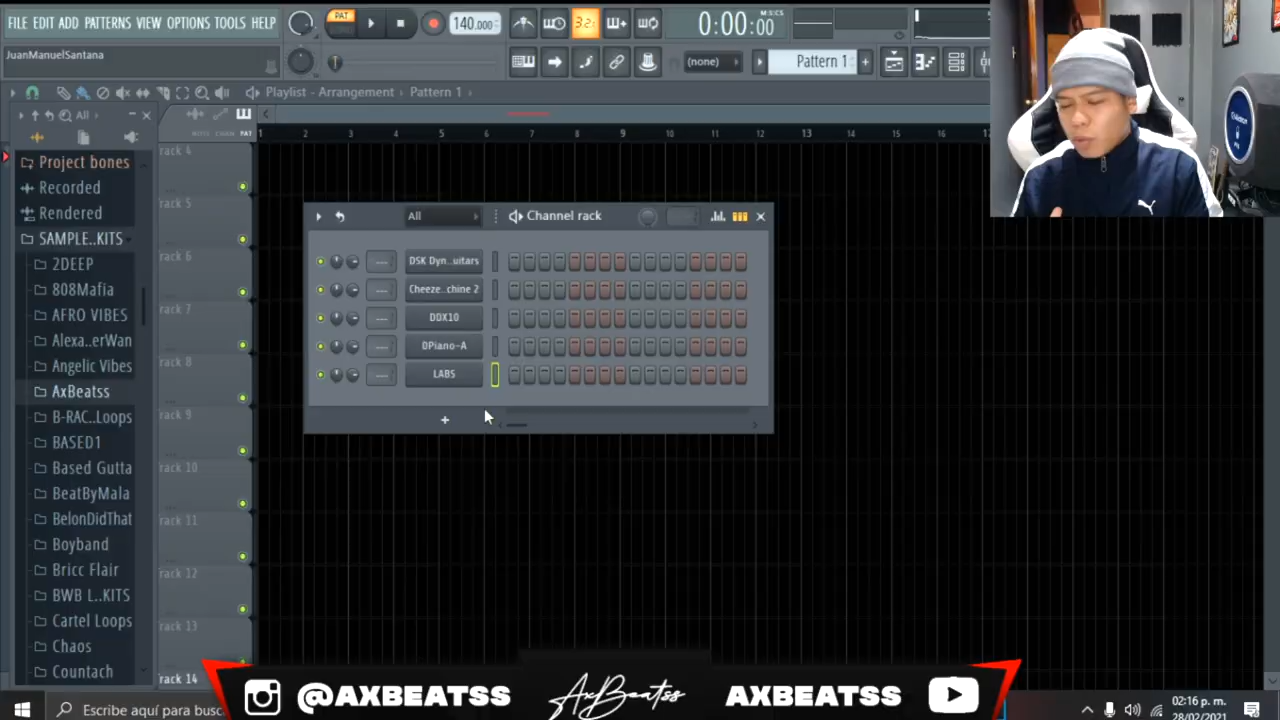 FILE EDIT ADD PATTERNS VIEW OPTIONS TOOLS HELP
PAT
140.000
32
0:00:00
M:S:CS
JuanManuelSantana
(none)
Pattern 1
All
Playlist - Arrangement
Pattern 1
PAT
1 2 3 4 5 6 7 8 9 10 11 12 13 14 15 16
Project bones
Recorded
Rendered
SAMPLE..KITS
2DEEP
808Mafia
AFRO VIBES
Alexa..erWan
Angelic Vibes
AxBeatss
B-RAC..Loops
BASED1
Based Gutta
BeatByMala
BelonDidThat
Boyband
Bricc Flair
BWB L...KITS
Cartel Loops
Chaos
Countach
rack 4
rack 5
rack 6
rack 7
rack 8
rack 9
rack 10
rack 11
rack 12
rack 13
rack 14
All
Channel rack
DSK Dyn..uitars
Cheeze..chine 2
DDX10
DPiano-A
LABS
+
@AXBEATSS
AxBeatss
AXBEATSS
Escribe aquí para busc
02:16 p. m.
28/02/2021